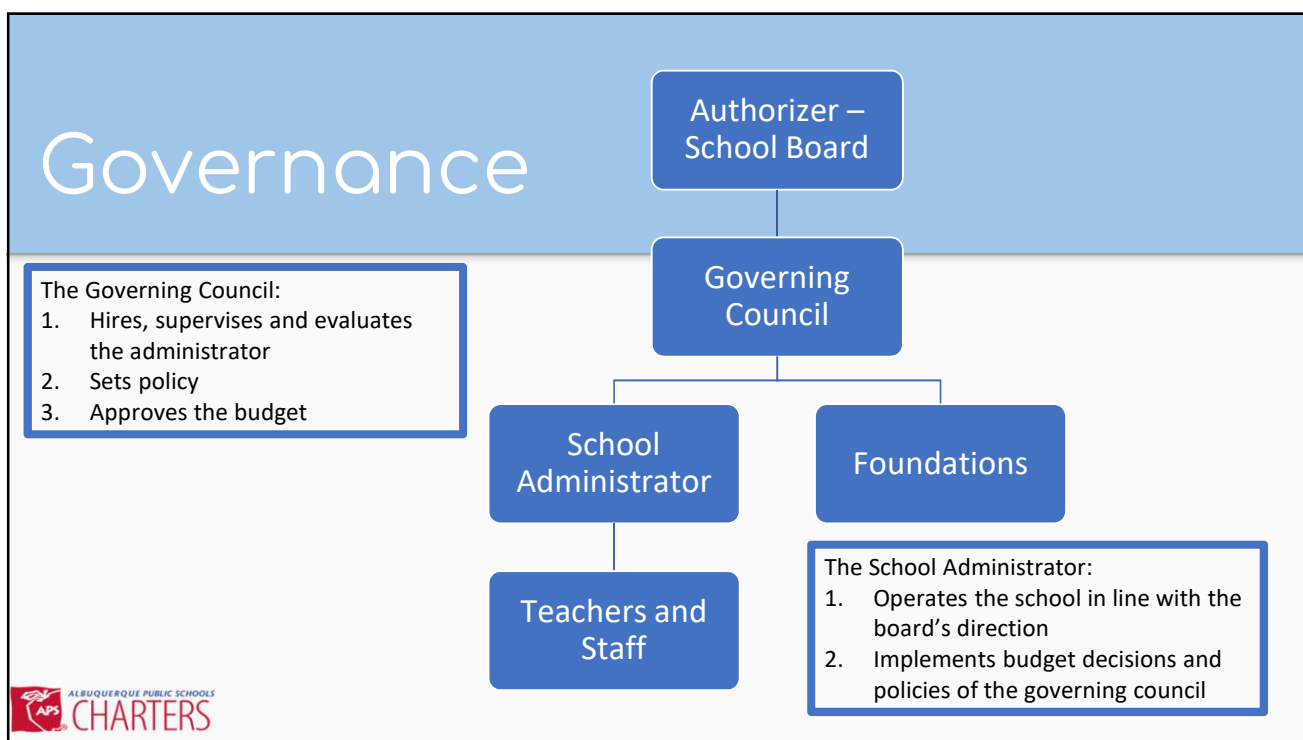 Governance
Authorizer –
School Board
Governing
Council
The Governing Council:
1. Hires, supervises and evaluates
the administrator
2. Sets policy
3. Approves the budget
School
Administrator
Foundations
Teachers and
Staff
The School Administrator:
1. Operates the school in line with the
board’s direction
2. Implements budget decisions and
policies of the governing council
APS
ALBUQUERQUE PUBLIC SCHOOLS
CHARTERS